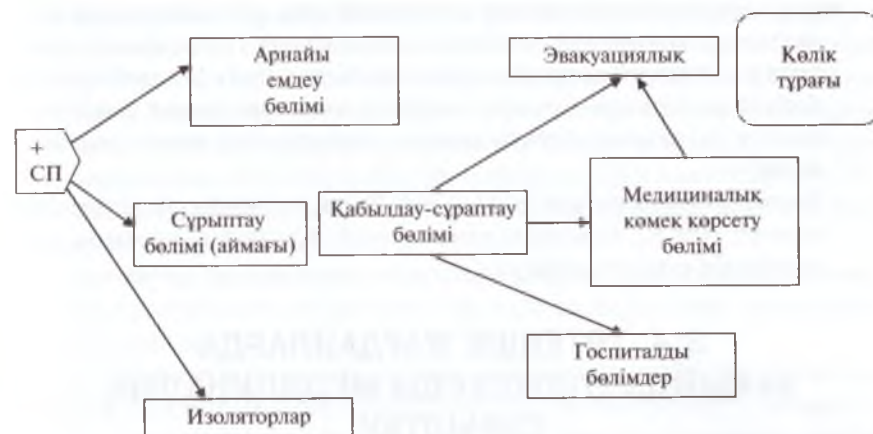 Арнайы
емдеу
бөлімі
Эвакуациялық
Көлік
тұрағы
+
СП
Сұрыптау
бөлімі (аймағы)
Қабылдау-сұраптау
бөлімі
Медициналық
көмек көрсету
бөлімі
Госпиталды
бөлімдер
Изоляторлар